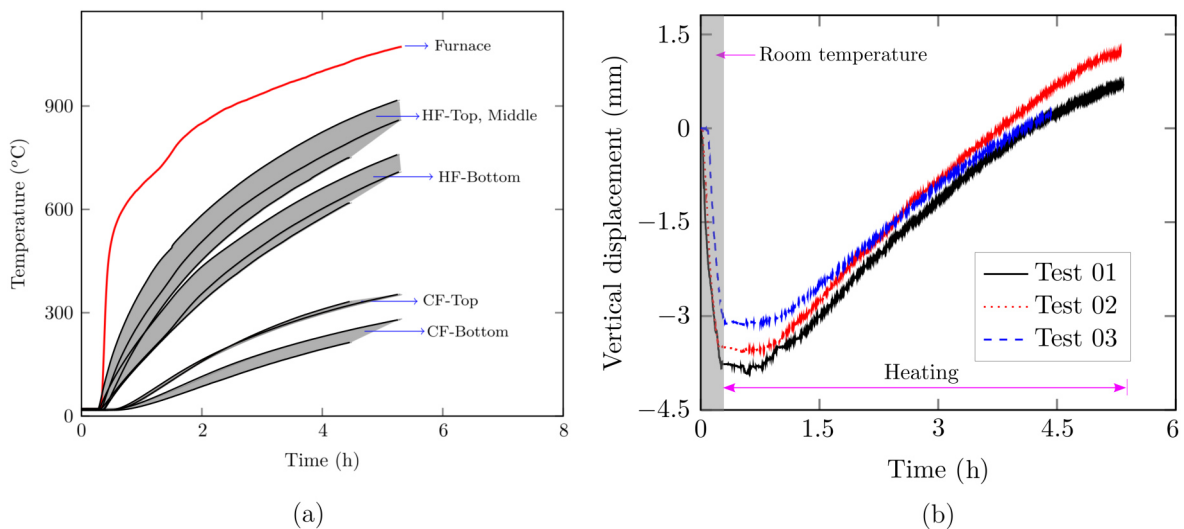 Furnace
900
HF-Top, Middle
HF-Bottom
600
Temperature (°C)
300
CF-Top
CF-Bottom
0
0 2 4 6 8
Time (h)
(a)
1.5
Room temperature
0
−1.5
Vertical displacement (mm)
Test 01
Test 02
−3
Test 03
Heating
−4.5
0 1.5 3 4.5 6
Time (h)
(b)